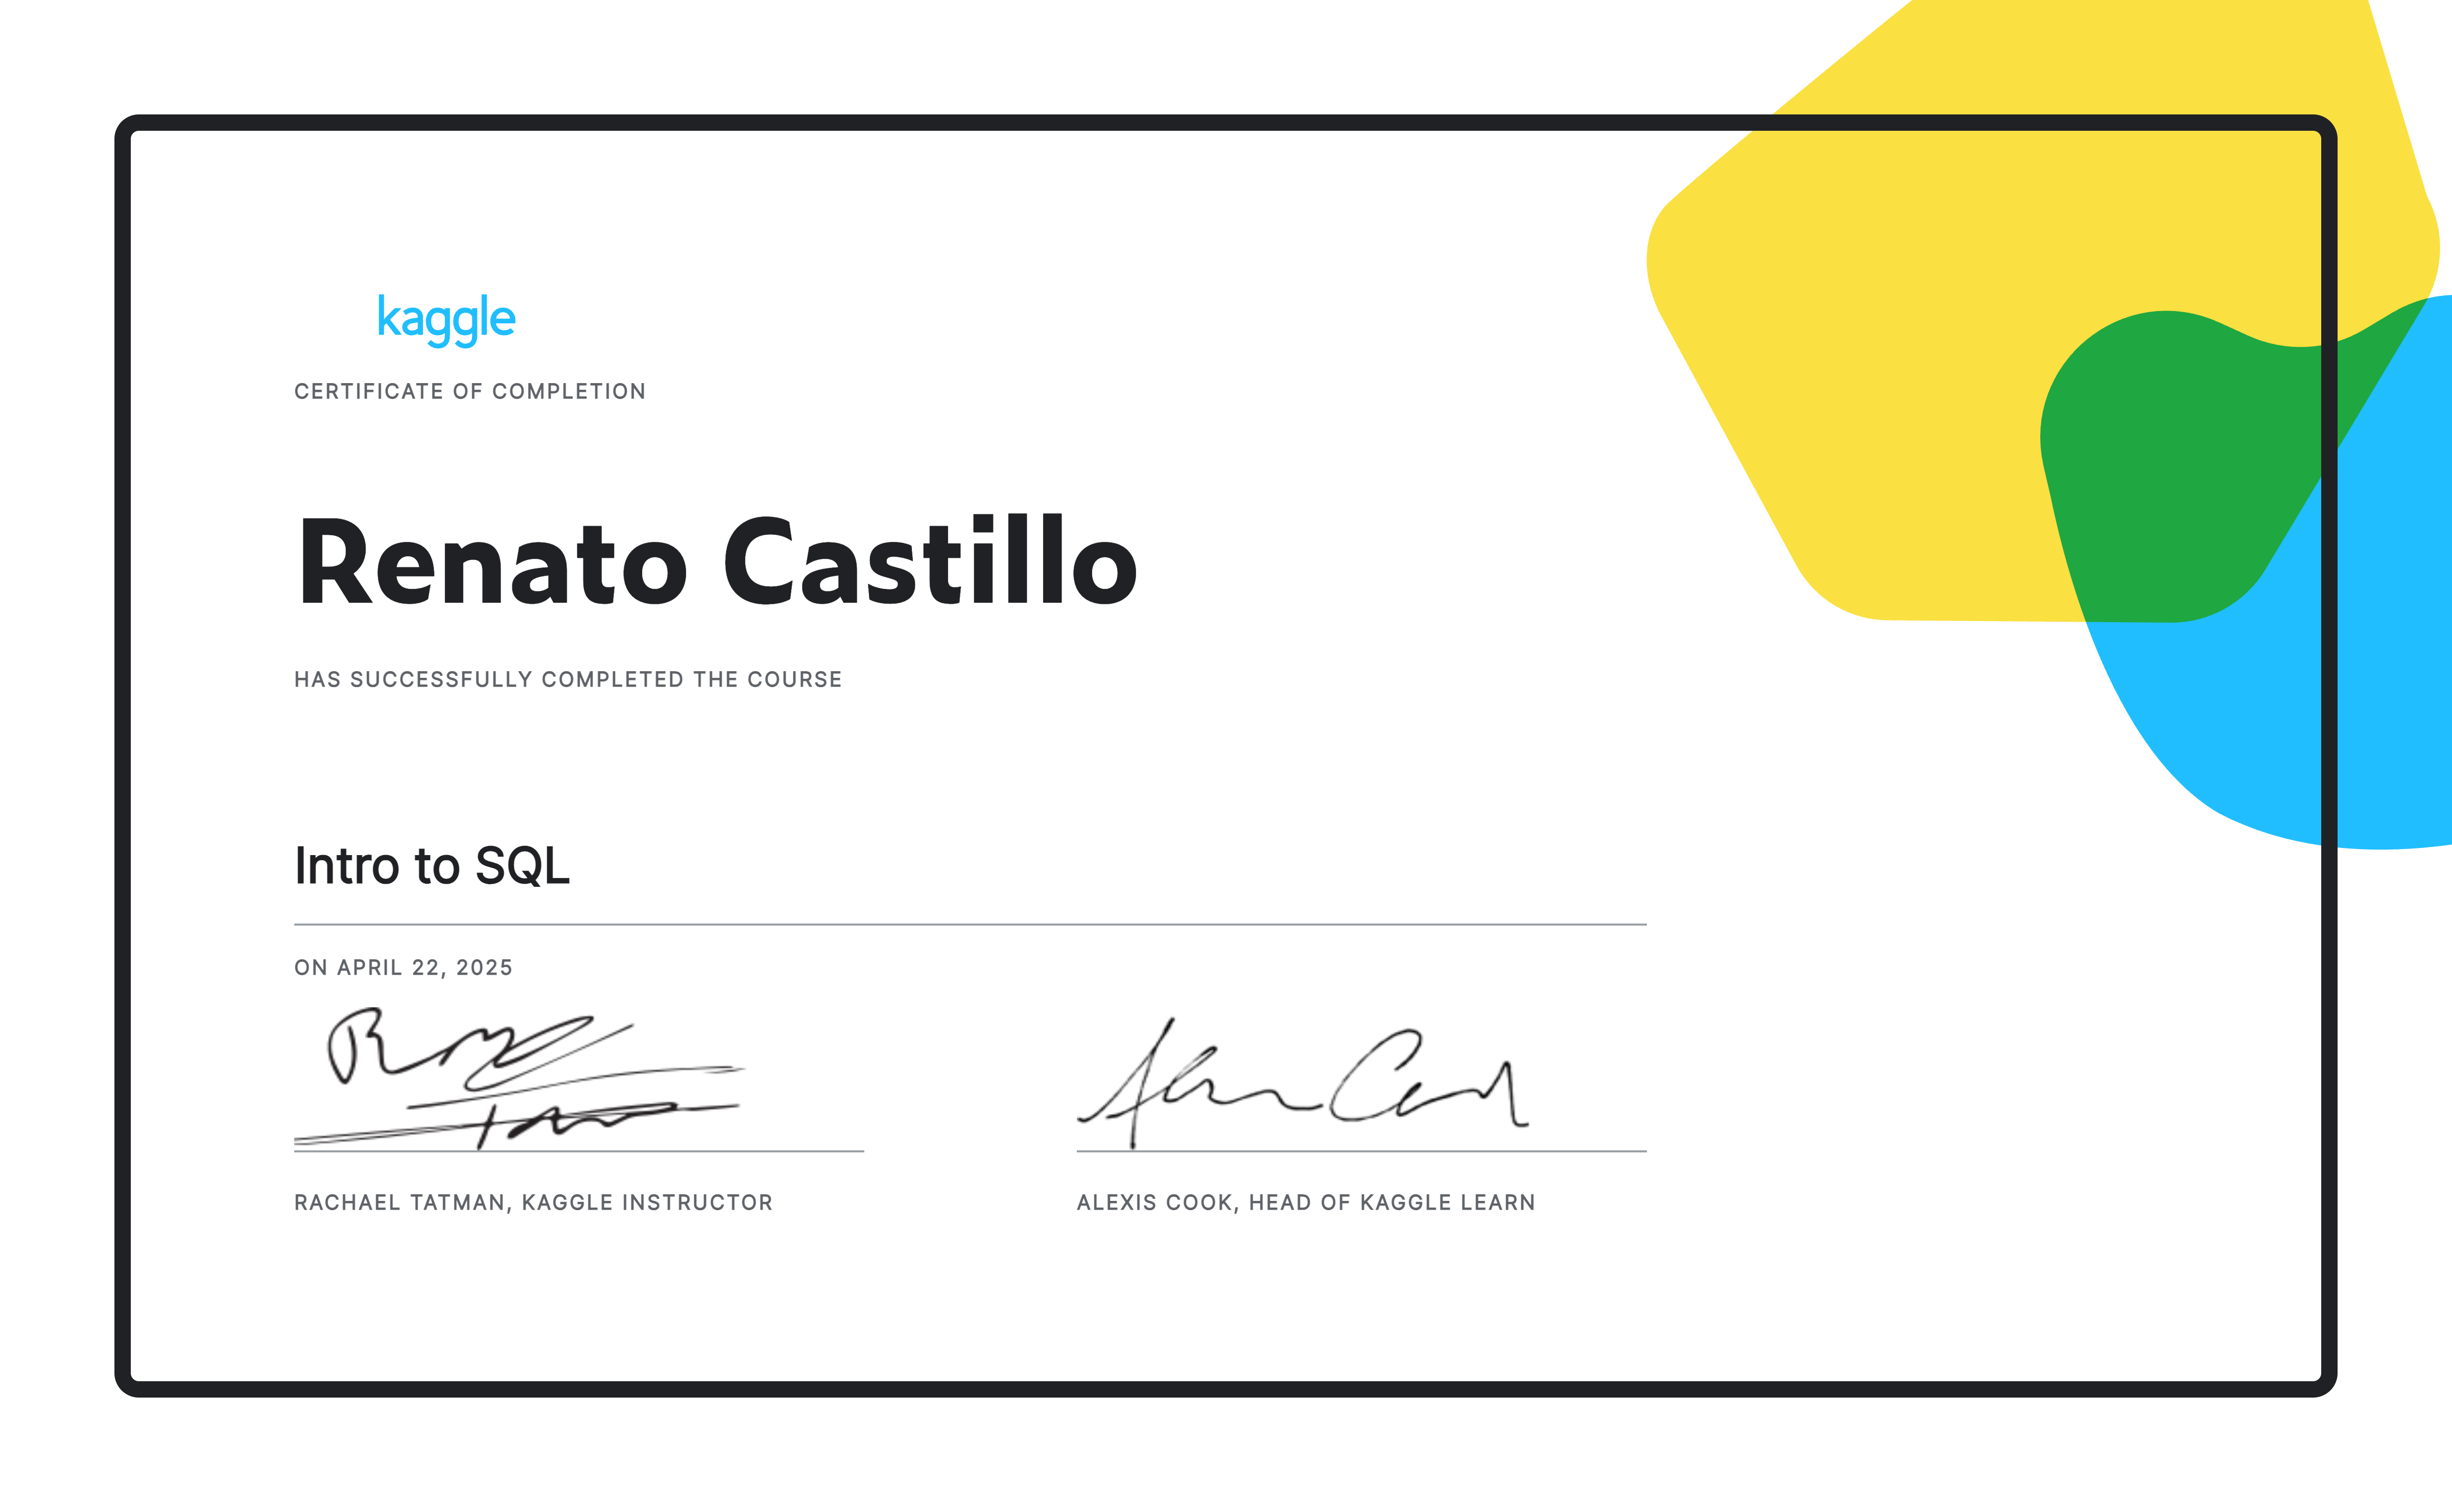 kaggle
CERTIFICATE OF COMPLETION
Renato Castillo
HAS SUCCESSFULLY COMPLETED THE COURSE
Intro to SQL
ON APRIL 22, 2025
RACHAEL TATMAN, KAGGLE INSTRUCTOR
ALEXIS COOK, HEAD OF KAGGLE LEARN